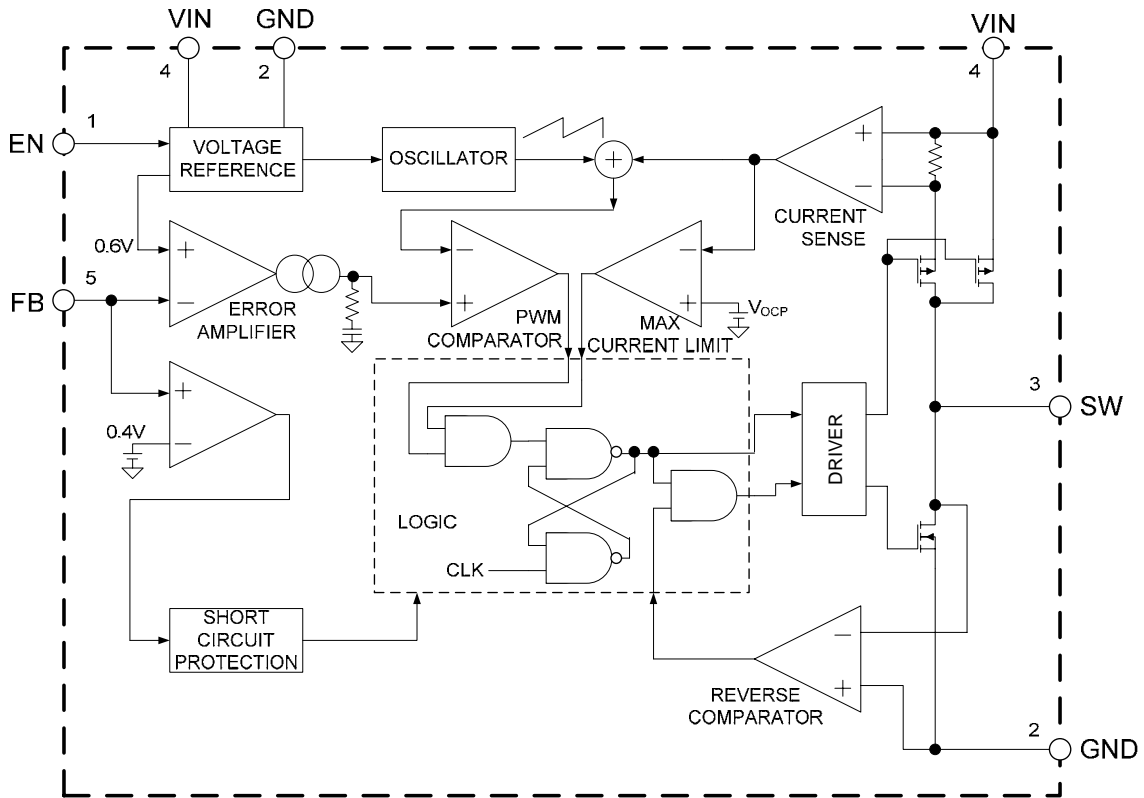 VIN
GND
VIN
4
2
4
EN
1
VOLTAGE
REFERENCE
OSCILLATOR
+
+
−
CURRENT
SENSE
0.6V
+
−
ERROR
AMPLIFIER
5
FB
−
+
PWM
COMPARATOR
−
+
MAX
CURRENT LIMIT
VOCP
+
−
0.4V
LOGIC
CLK
DRIVER
3
SW
SHORT
CIRCUIT
PROTECTION
−
+
REVERSE
COMPARATOR
2
GND